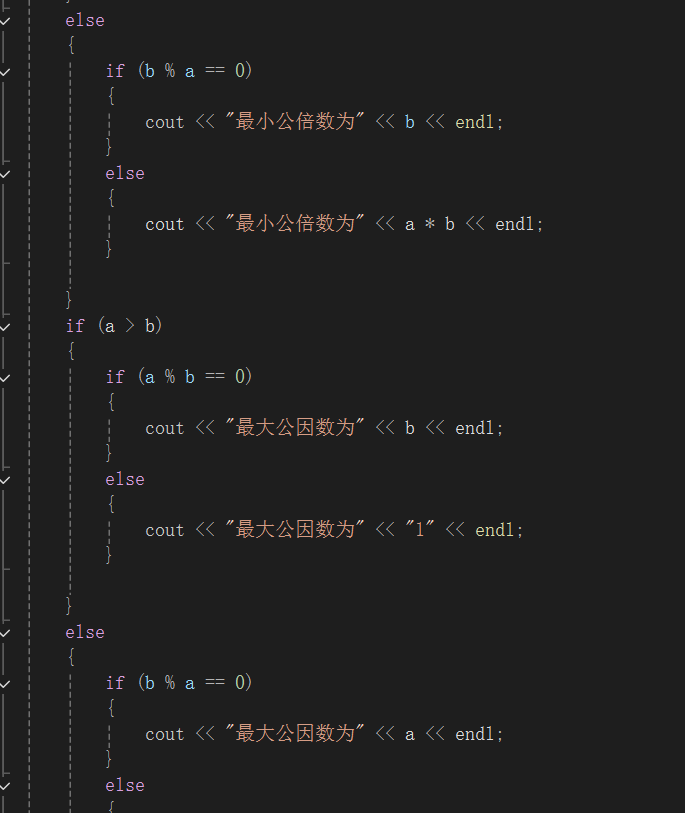 else
{
if (b % a == 0)
{
cout << "最小公倍数为" << b << endl;
}
else
{
cout << "最小公倍数为" << a * b << endl;
}
}
if (a > b)
{
if (a % b == 0)
{
cout << "最大公因数为" << b << endl;
}
else
{
cout << "最大公因数为" << "1" << endl;
}
}
else
{
if (b % a == 0)
{
cout << "最大公因数为" << a << endl;
}
else
{